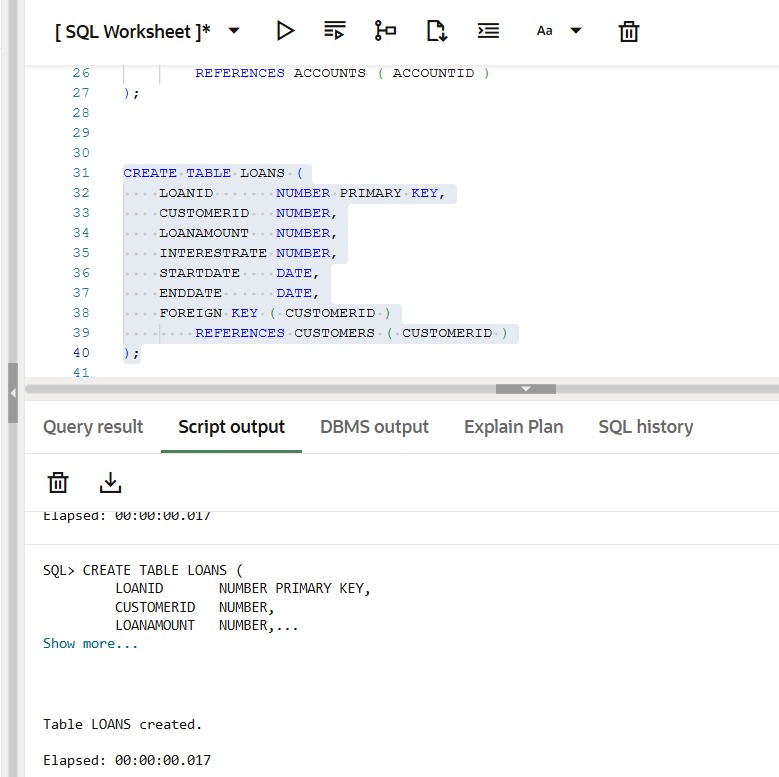 [ SQL Worksheet ]*
Aa
26 REFERENCES ACCOUNTS ( ACCOUNTID )
27 );
28
29
30
31 CREATE TABLE LOANS (
32 LOANID NUMBER PRIMARY KEY,
33 CUSTOMERID NUMBER,
34 LOANAMOUNT NUMBER,
35 INTERESTRATE NUMBER,
36 STARTDATE DATE,
37 ENDDATE DATE,
38 FOREIGN KEY ( CUSTOMERID )
39 REFERENCES CUSTOMERS ( CUSTOMERID )
40 );
41
Query result Script output DBMS output Explain Plan SQL history
Elapsed: 00:00:00.017
SQL> CREATE TABLE LOANS (
LOANID NUMBER PRIMARY KEY,
CUSTOMERID NUMBER,
LOANAMOUNT NUMBER,...
Show more...
Table LOANS created.
Elapsed: 00:00:00.017